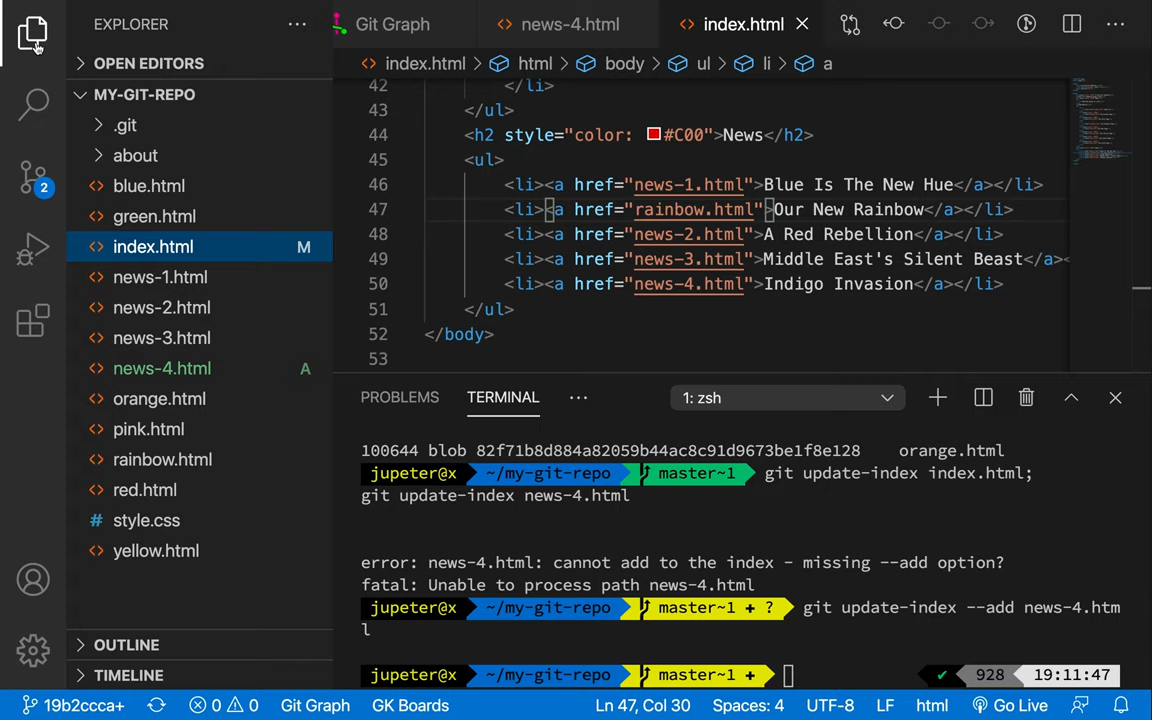 EXPLORER
OPEN EDITORS
MY-GIT-REPO
.git
about
blue.html
green.html
index.html M
news-1.html
news-2.html
news-3.html
news-4.html A
orange.html
pink.html
rainbow.html
red.html
# style.css
yellow.html
OUTLINE
TIMELINE
2
Git Graph
news-4.html
index.html
index.html > html > body > ul > li > a
42 </li>
43 </ul>
44 <h2 style="color: #C00">News</h2>
45 <ul>
46 <li><a href="news-1.html">Blue Is The New Hue</a></li>
47 <li><a href="rainbow.html">Our New Rainbow</a></li>
48 <li><a href="news-2.html">A Red Rebellion</a></li>
49 <li><a href="news-3.html">Middle East's Silent Beast</a><
50 <li><a href="news-4.html">Indigo Invasion</a></li>
51 </ul>
52 </body>
53
PROBLEMS TERMINAL 1: zsh
100644 blob 82f71b8d884a82059b44ac8c91d9673be1f8e128 orange.html
jupeter@x ~/my-git-repo master~1 git update-index index.html;
git update-index news-4.html
error: news-4.html: cannot add to the index - missing --add option?
fatal: Unable to process path news-4.html
jupeter@x ~/my-git-repo master~1 + ? git update-index --add news-4.htm
l
jupeter@x ~/my-git-repo master~1 + ✔ 928 19:11:47
19b2ccca+ 0 0 Git Graph GK Boards Ln 47, Col 30 Spaces: 4 UTF-8 LF html Go Live